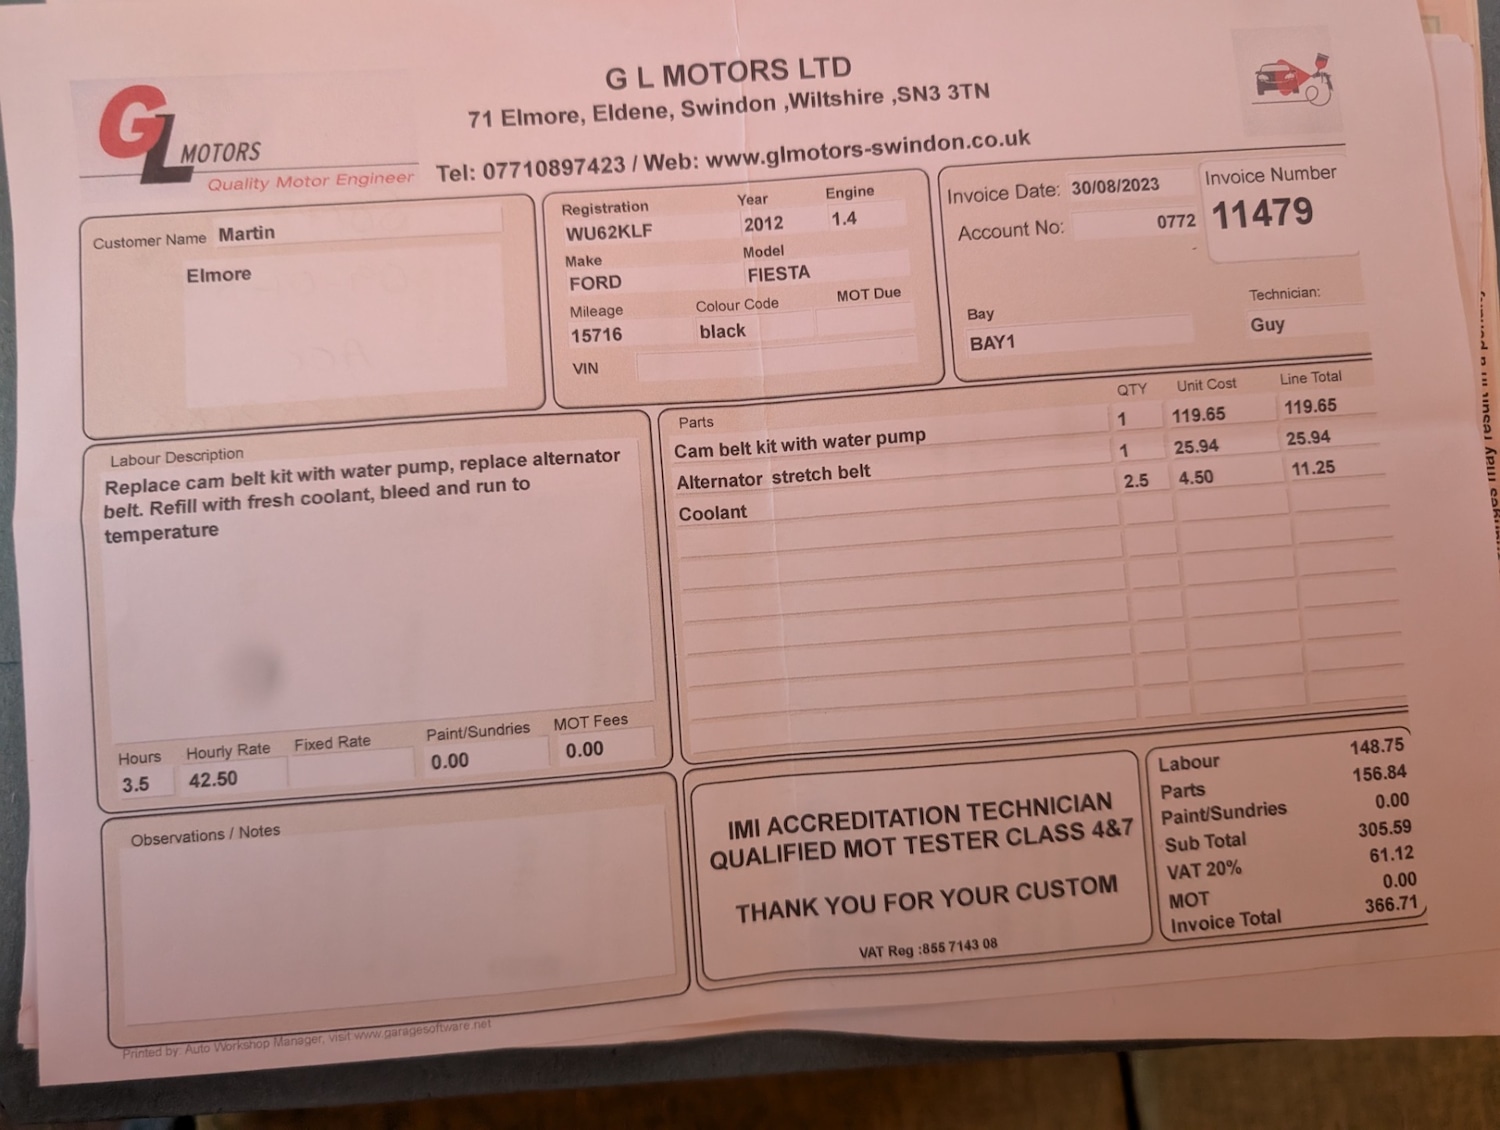 G L MOTORS LTD
71 Elmore, Eldene, Swindon ,Wiltshire ,SN3 3TN
Tel: 07710897423 / Web: www.glmotors-swindon.co.uk
GL MOTORS
Quality Motor Engineer
Customer Name Martin
Elmore
Registration Year Engine
WU62KLF 2012 1.4
Make Model
FORD FIESTA
Mileage Colour Code MOT Due
15716 black
VIN
Invoice Date: 30/08/2023 Invoice Number
Account No: 0772 11479
Bay Technician:
BAY1 Guy
Labour Description
Replace cam belt kit with water pump, replace alternator
belt. Refill with fresh coolant, bleed and run to
temperature
Hours Hourly Rate Fixed Rate Paint/Sundries MOT Fees
3.5 42.50 0.00 0.00
Parts QTY Unit Cost Line Total
Cam belt kit with water pump 1 119.65 119.65
Alternator stretch belt 1 25.94 25.94
Coolant 2.5 4.50 11.25
Observations / Notes
IMI ACCREDITATION TECHNICIAN
QUALIFIED MOT TESTER CLASS 4&7
THANK YOU FOR YOUR CUSTOM
VAT Reg :855 7143 08
Labour 148.75
Parts 156.84
Paint/Sundries 0.00
Sub Total 305.59
VAT 20% 61.12
MOT 0.00
Invoice Total 366.71
Printed by: Auto Workshop Manager, visit www.garagesoftware.net